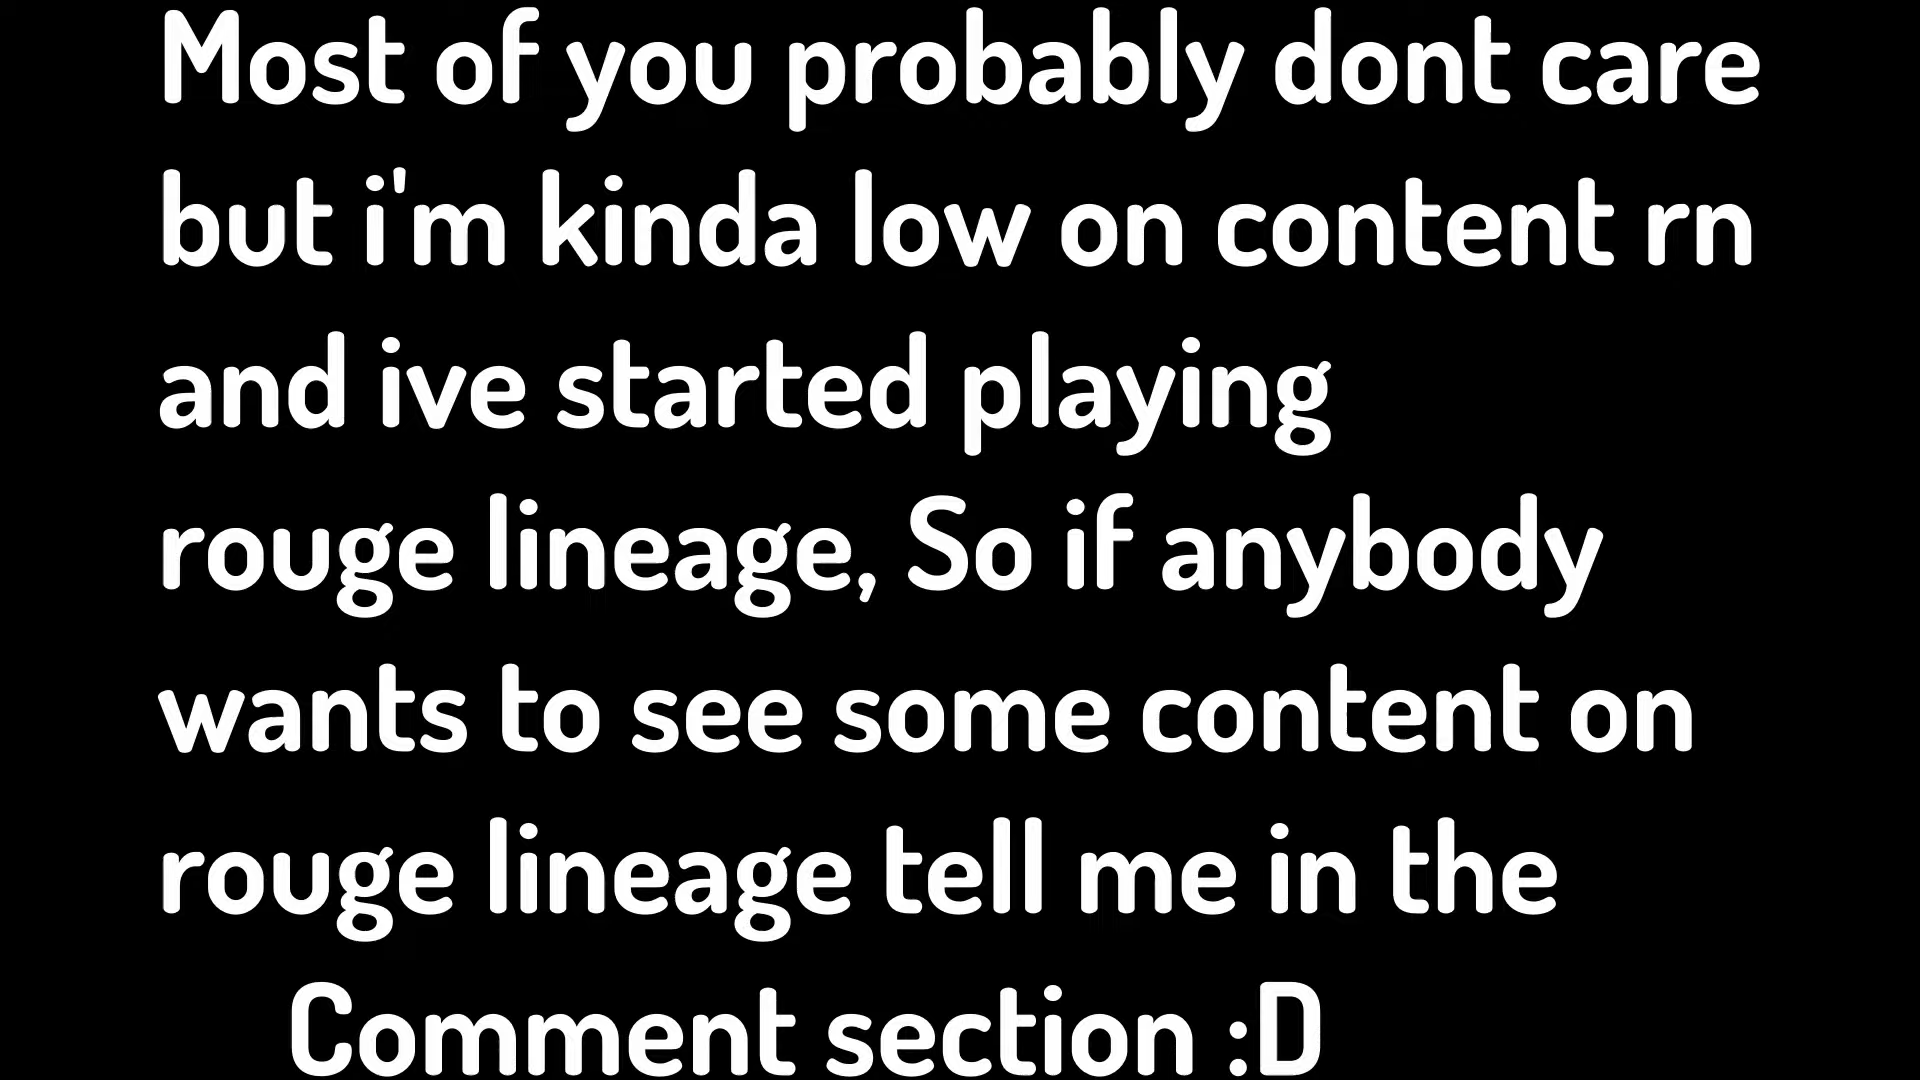 Most of you probably dont care
but i'm kinda low on content rn
and ive started playing
rouge lineage, So if anybody
wants to see some content on
rouge lineage tell me in the
Comment section :D